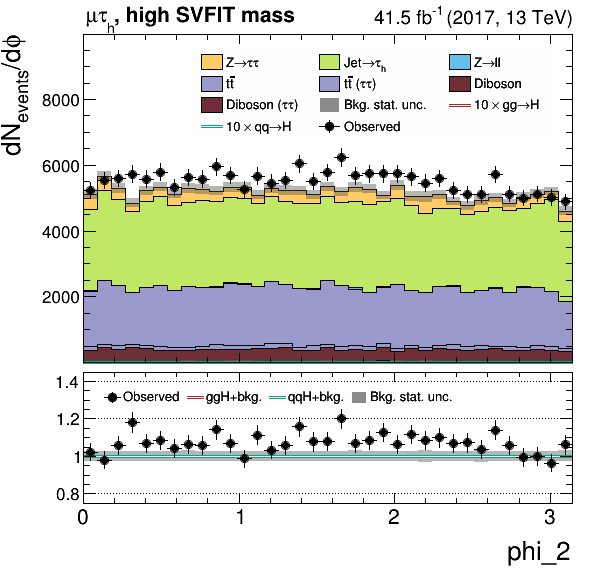 μτh, high SVFIT mass 41.5 fb⁻¹ (2017, 13 TeV)
dNevents/dϕ
8000
6000
4000
2000
Z→ττ Jet→τh Z→ll
tt̄ tt̄ (ττ) Diboson
Diboson (ττ) Bkg. stat. unc. 10 × gg→H
10 × qq→H Observed
1.4
1.2
1
0.8
Observed ggH+bkg. qqH+bkg. Bkg. stat. unc.
0 1 2 3
phi_2